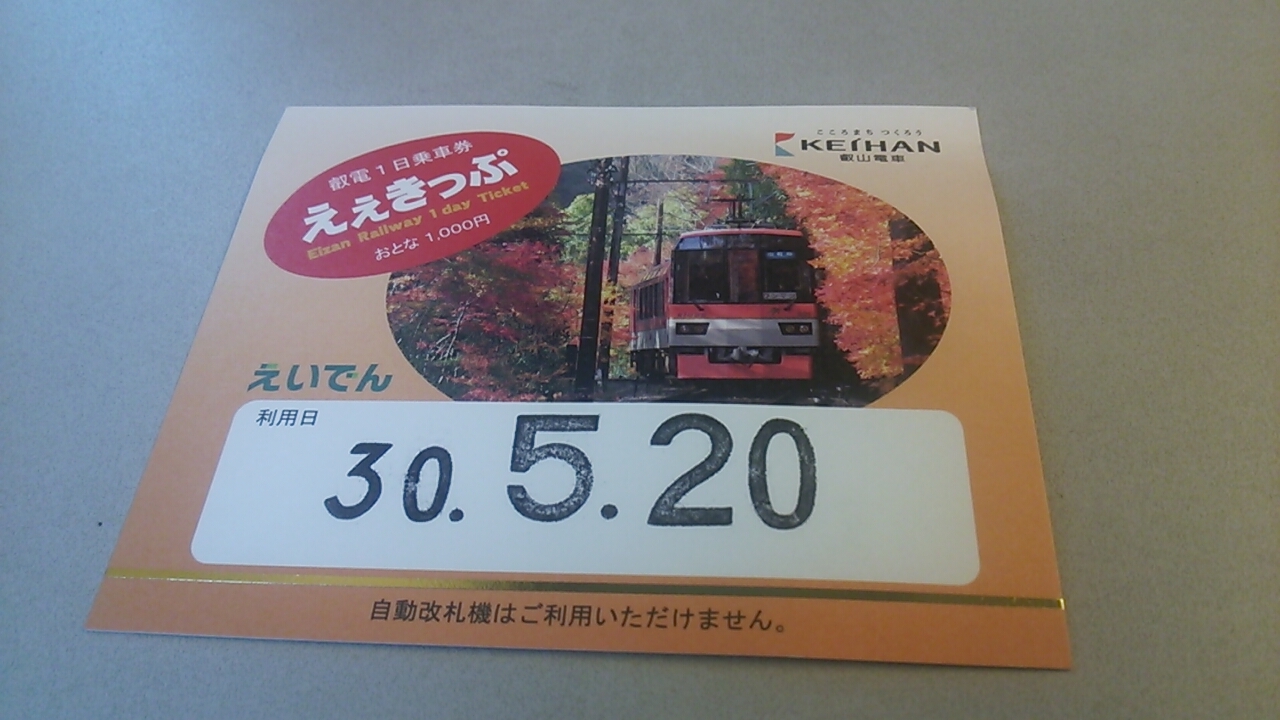 叡電1日乗車券
ええきっぷ
Eizan Railway 1 day Ticket
おとな 1,000円
こころまち つくろう
KEIHAN
叡山電車
えいでん
利用日
30. 5.20
自動改札機はご利用いただけません。